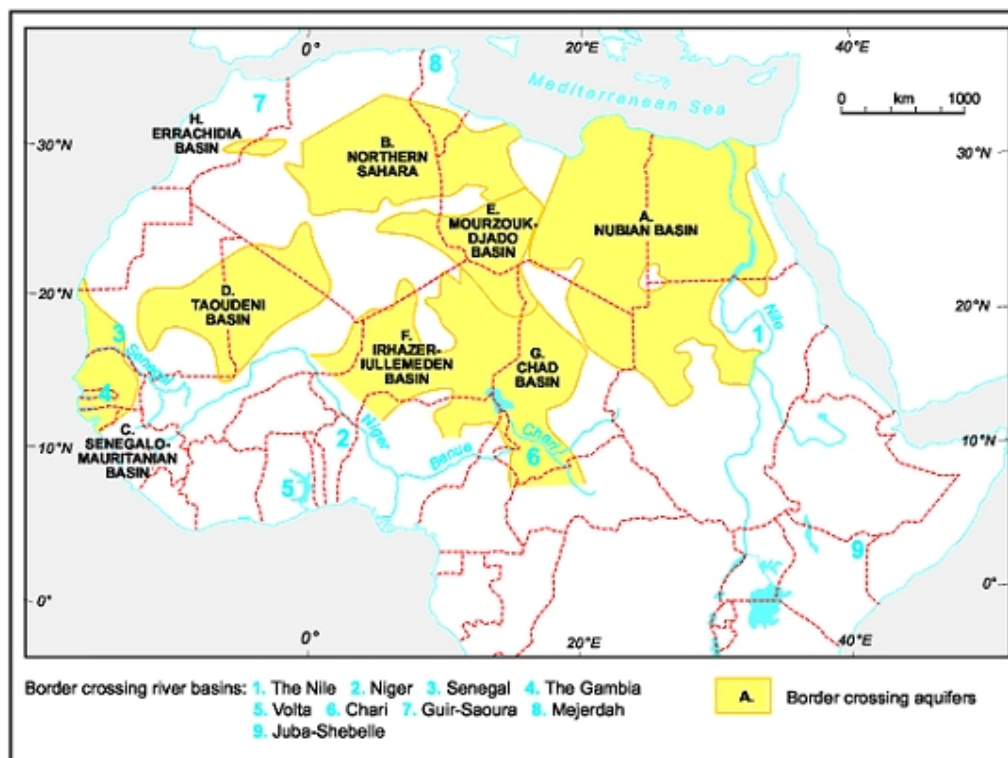 0°
20°E
40°E
8
Mediterranean Sea
7
0 km 1000
H.
ERRACHIDIA
BASIN
30°N
B.
NORTHERN
SAHARA
30°N
E.
MOURZOUK-
DJADO
BASIN
A.
NUBIAN BASIN
20°N
D.
TAOUDENI
BASIN
20°N
3
Senegal
F.
IRHAZER-
IULLEMEDEN
BASIN
G.
CHAD
BASIN
Nile
1
4
10°N
C.
SENEGALO-
MAURITANIAN
BASIN
2
Niger
Benue
Chari
6
10°N
5
9
0°
0°
0°
20°E
40°E
Border crossing river basins: 1. The Nile 2. Niger 3. Senegal 4. The Gambia
5. Volta 6. Chari 7. Guir-Saoura 8. Mejerdah
9. Juba-Shebelle
A. Border crossing aquifers